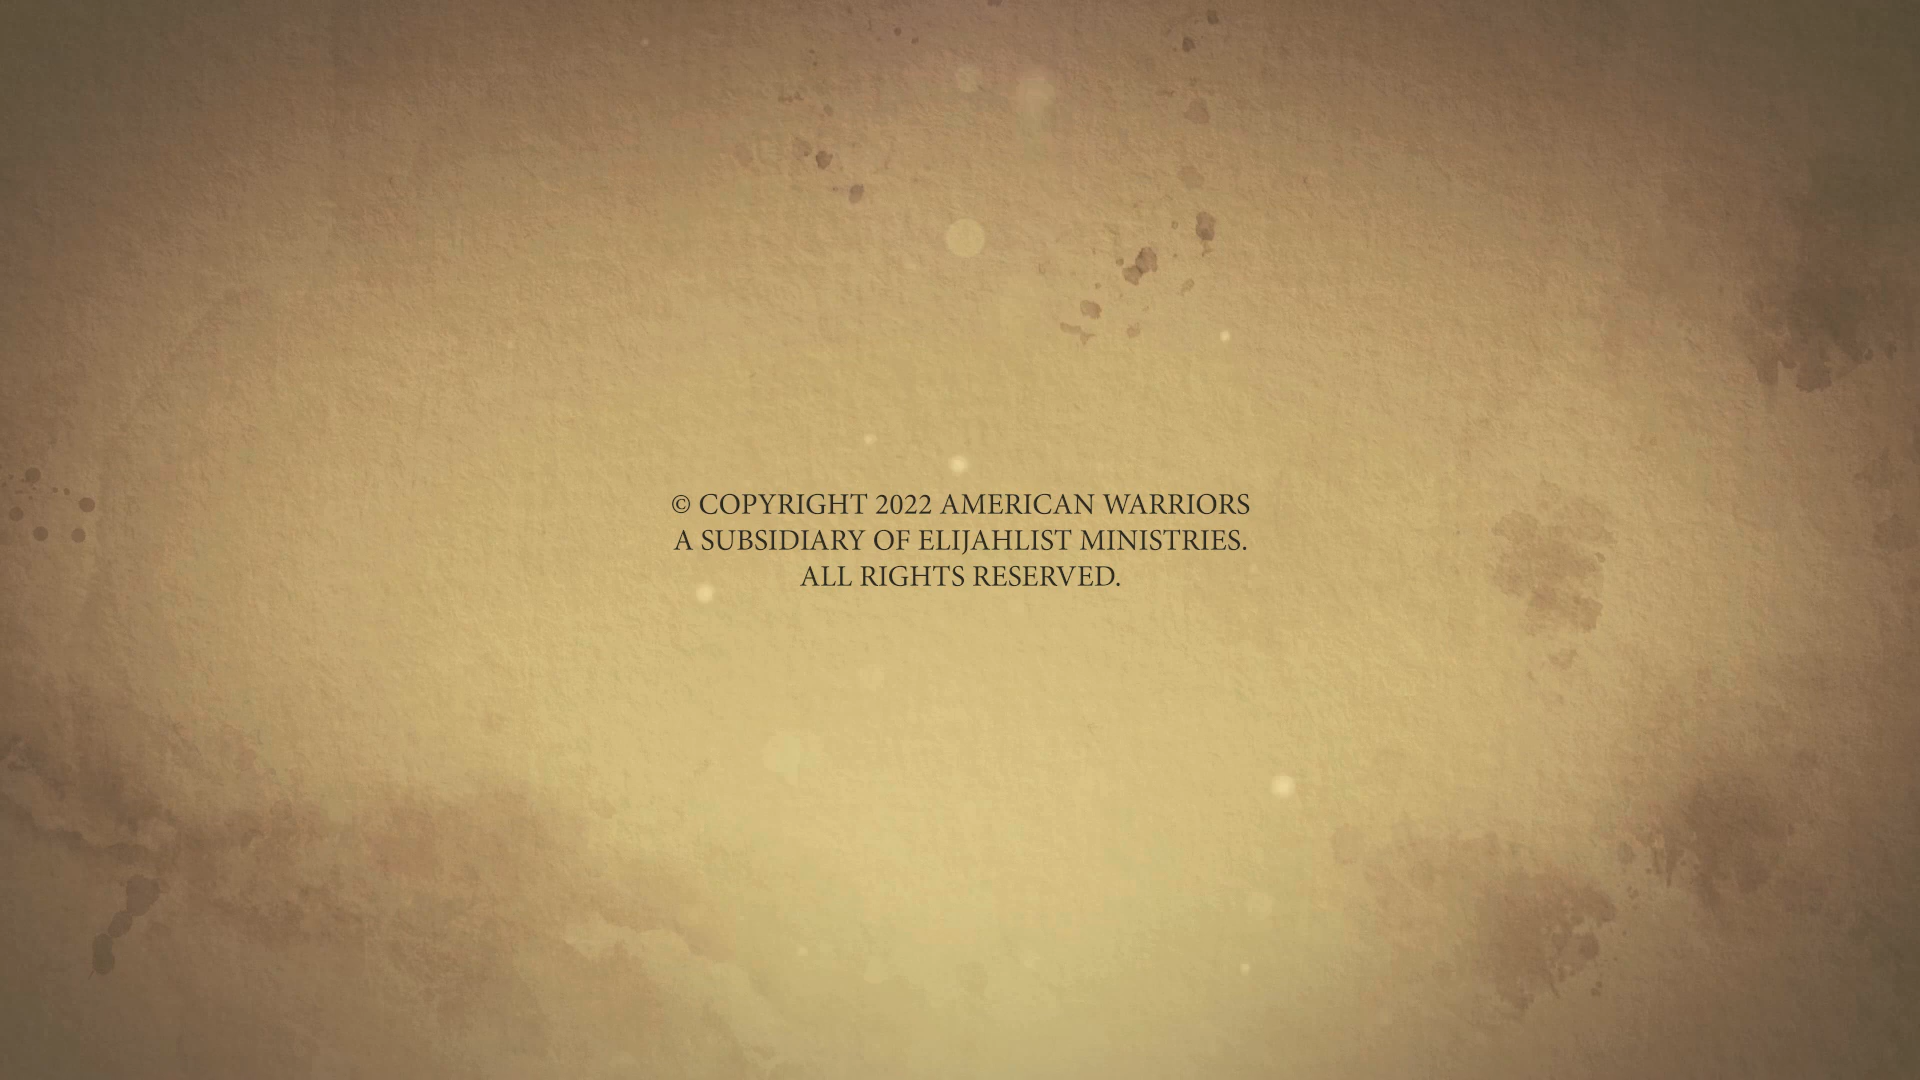 © COPYRIGHT 2022 AMERICAN WARRIORS
A SUBSIDIARY OF ELIJAHLIST MINISTRIES.
ALL RIGHTS RESERVED.